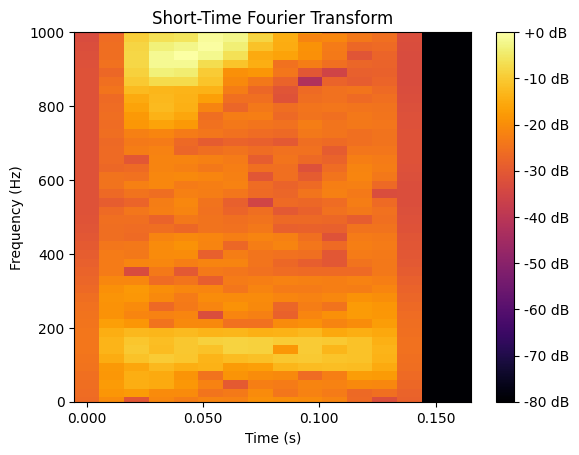 Short-Time Fourier Transform
1000
800
600
400
200
0
Frequency (Hz)
0.000
0.050
0.100
0.150
Time (s)
+0 dB
-10 dB
-20 dB
-30 dB
-40 dB
-50 dB
-60 dB
-70 dB
-80 dB